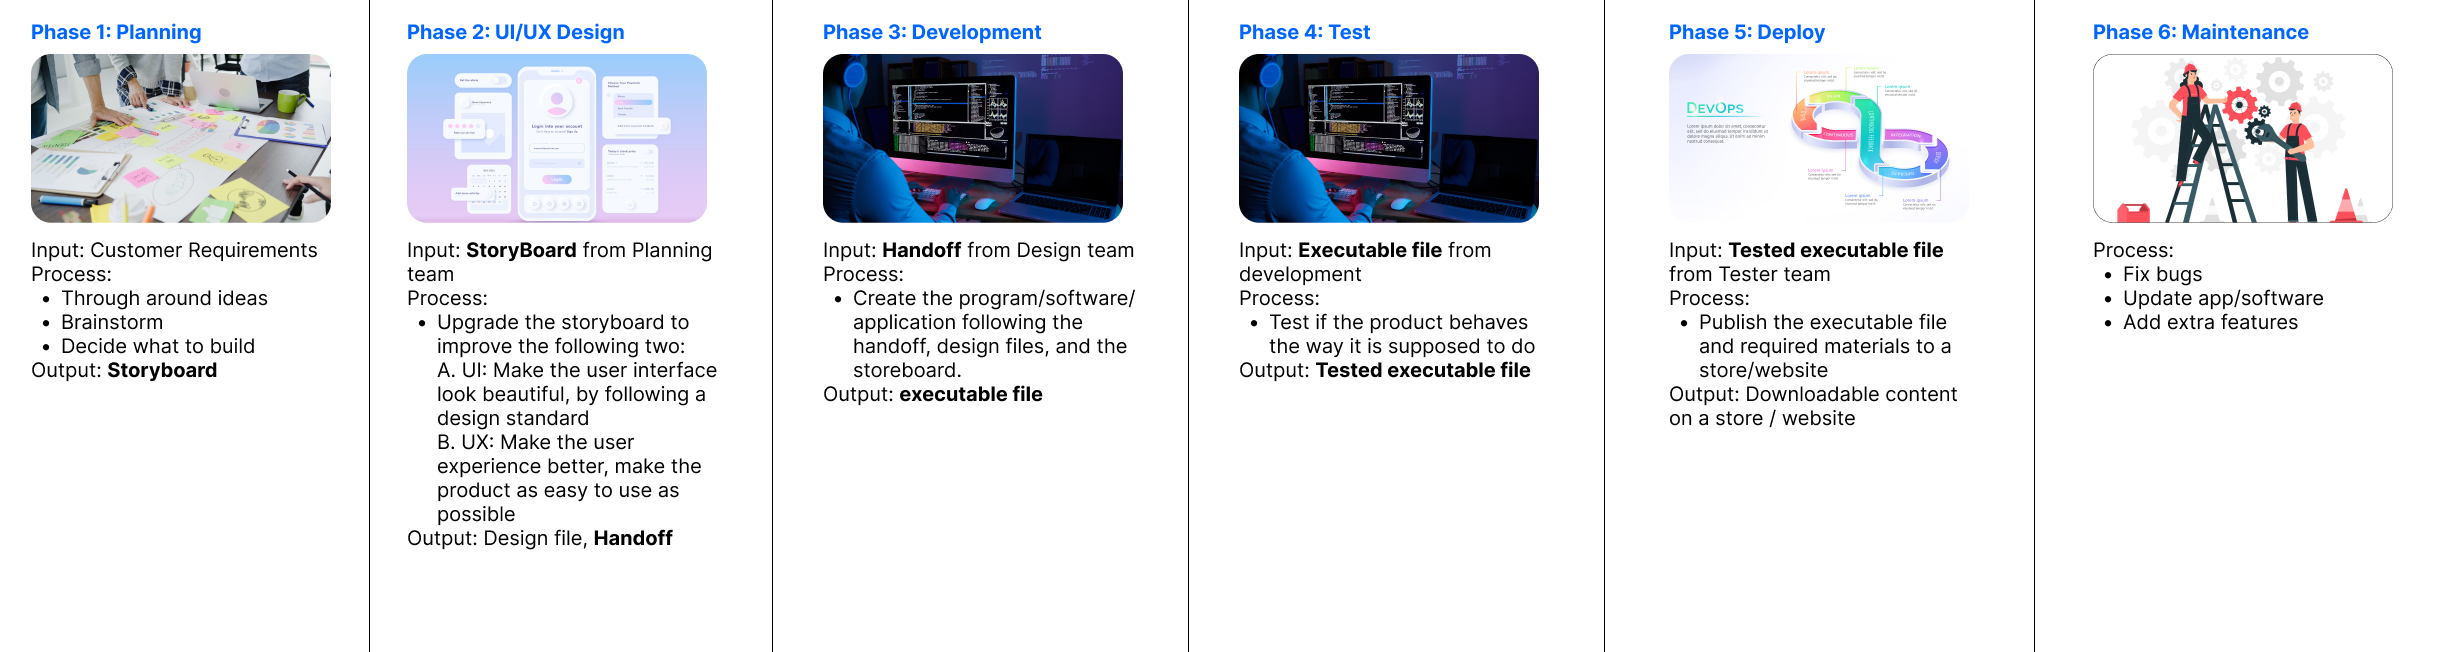 Phase 1: Planning
Input: Customer Requirements
Process:
• Through around ideas
• Brainstorm
• Decide what to build
Output: Storyboard
Phase 2: UI/UX Design
Login into your account
Input: StoryBoard from Planning
team
Process:
• Upgrade the storyboard to
improve the following two:
A. UI: Make the user interface
look beautiful, by following a
design standard
B. UX: Make the user
experience better, make the
product as easy to use as
possible
Output: Design file, Handoff
Phase 3: Development
Input: Handoff from Design team
Process:
• Create the program/software/
application following the
handoff, design files, and the
storeboard.
Output: executable file
Phase 4: Test
Input: Executable file from
development
Process:
• Test if the product behaves
the way it is supposed to do
Output: Tested executable file
Phase 5: Deploy
DEVOPS
CONTINUOUS
INTEGRATION
Input: Tested executable file
from Tester team
Process:
• Publish the executable file
and required materials to a
store/website
Output: Downloadable content
on a store / website
Phase 6: Maintenance
Process:
• Fix bugs
• Update app/software
• Add extra features